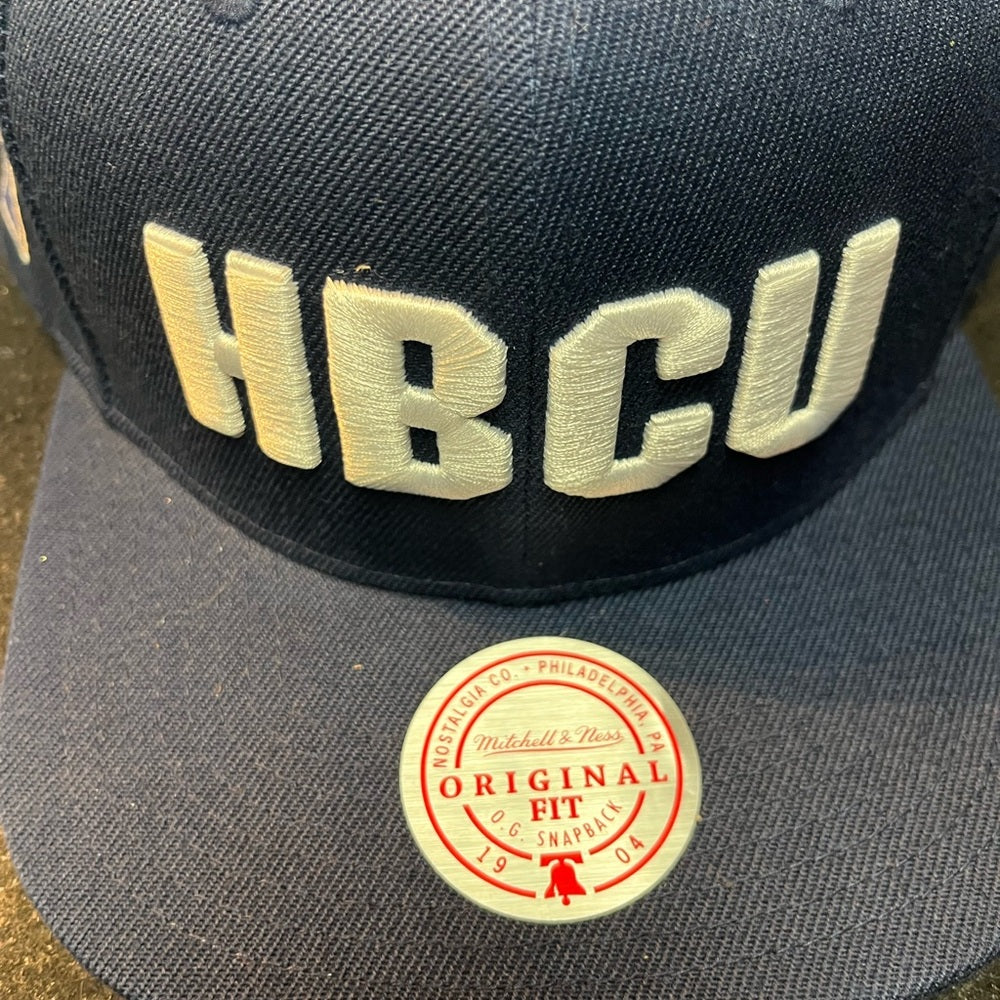 HBCU
NOSTALGIA CO. • PHILADELPHIA, PA
Mitchell & Ness
ORIGINAL
FIT
O.G. SNAPBACK
19 04